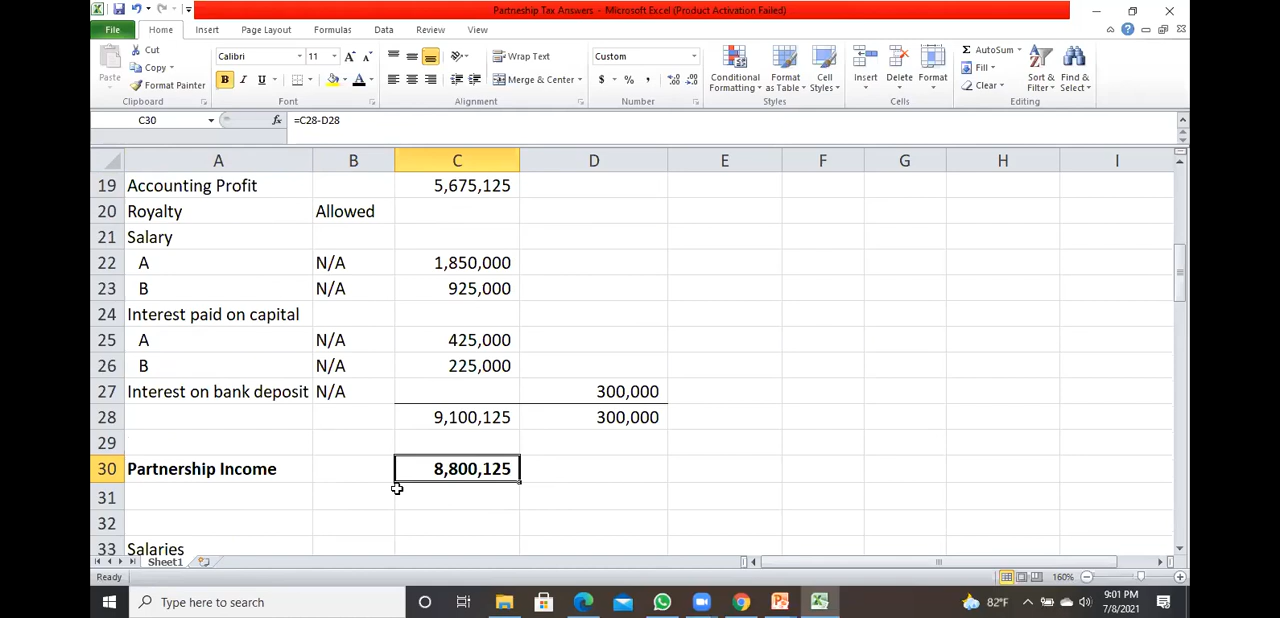 Partneship Tax Answers - Microsoft Excel (Product Activation Failed)
File Home Insert Page Layout Formulas Data Review View
Paste Cut Copy Format Painter Clipboard
Calibri 11 A A B I U A Font
Wrap Text Merge & Center Alignment
Custom $ % , .00 .0 Number
Conditional Formatting Format as Table Cell Styles Styles
Insert Delete Format Cells
Σ AutoSum Fill Clear Sort & Filter Find & Select Editing
C30 fx =C28-D28
A B C D E F G H I
19 Accounting Profit 5,675,125
20 Royalty Allowed
21 Salary
22 A N/A 1,850,000
23 B N/A 925,000
24 Interest paid on capital
25 A N/A 425,000
26 B N/A 225,000
27 Interest on bank deposit N/A 300,000
28 9,100,125 300,000
29
30 Partnership Income 8,800,125
31
32
33 Salaries
Sheet1
Ready 160%
Type here to search 82°F 9:01 PM
7/8/2021